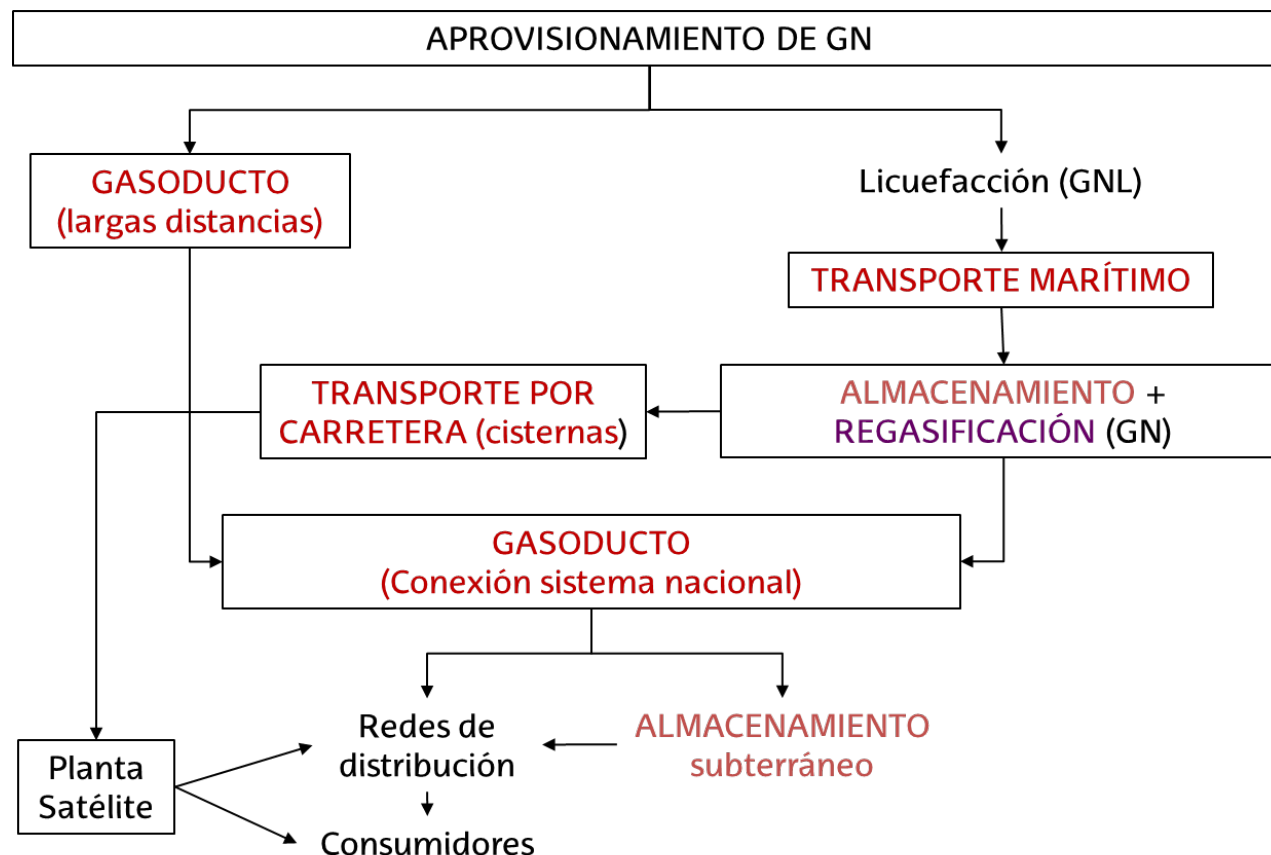 APROVISIONAMIENTO DE GN
GASODUCTO
(largas distancias)
Licuefacción (GNL)
TRANSPORTE MARÍTIMO
TRANSPORTE POR
CARRETERA (cisternas)
ALMACENAMIENTO +
REGASIFICACIÓN (GN)
GASODUCTO
(Conexión sistema nacional)
Redes de
distribución
ALMACENAMIENTO
subterráneo
Planta
Satélite
Consumidores